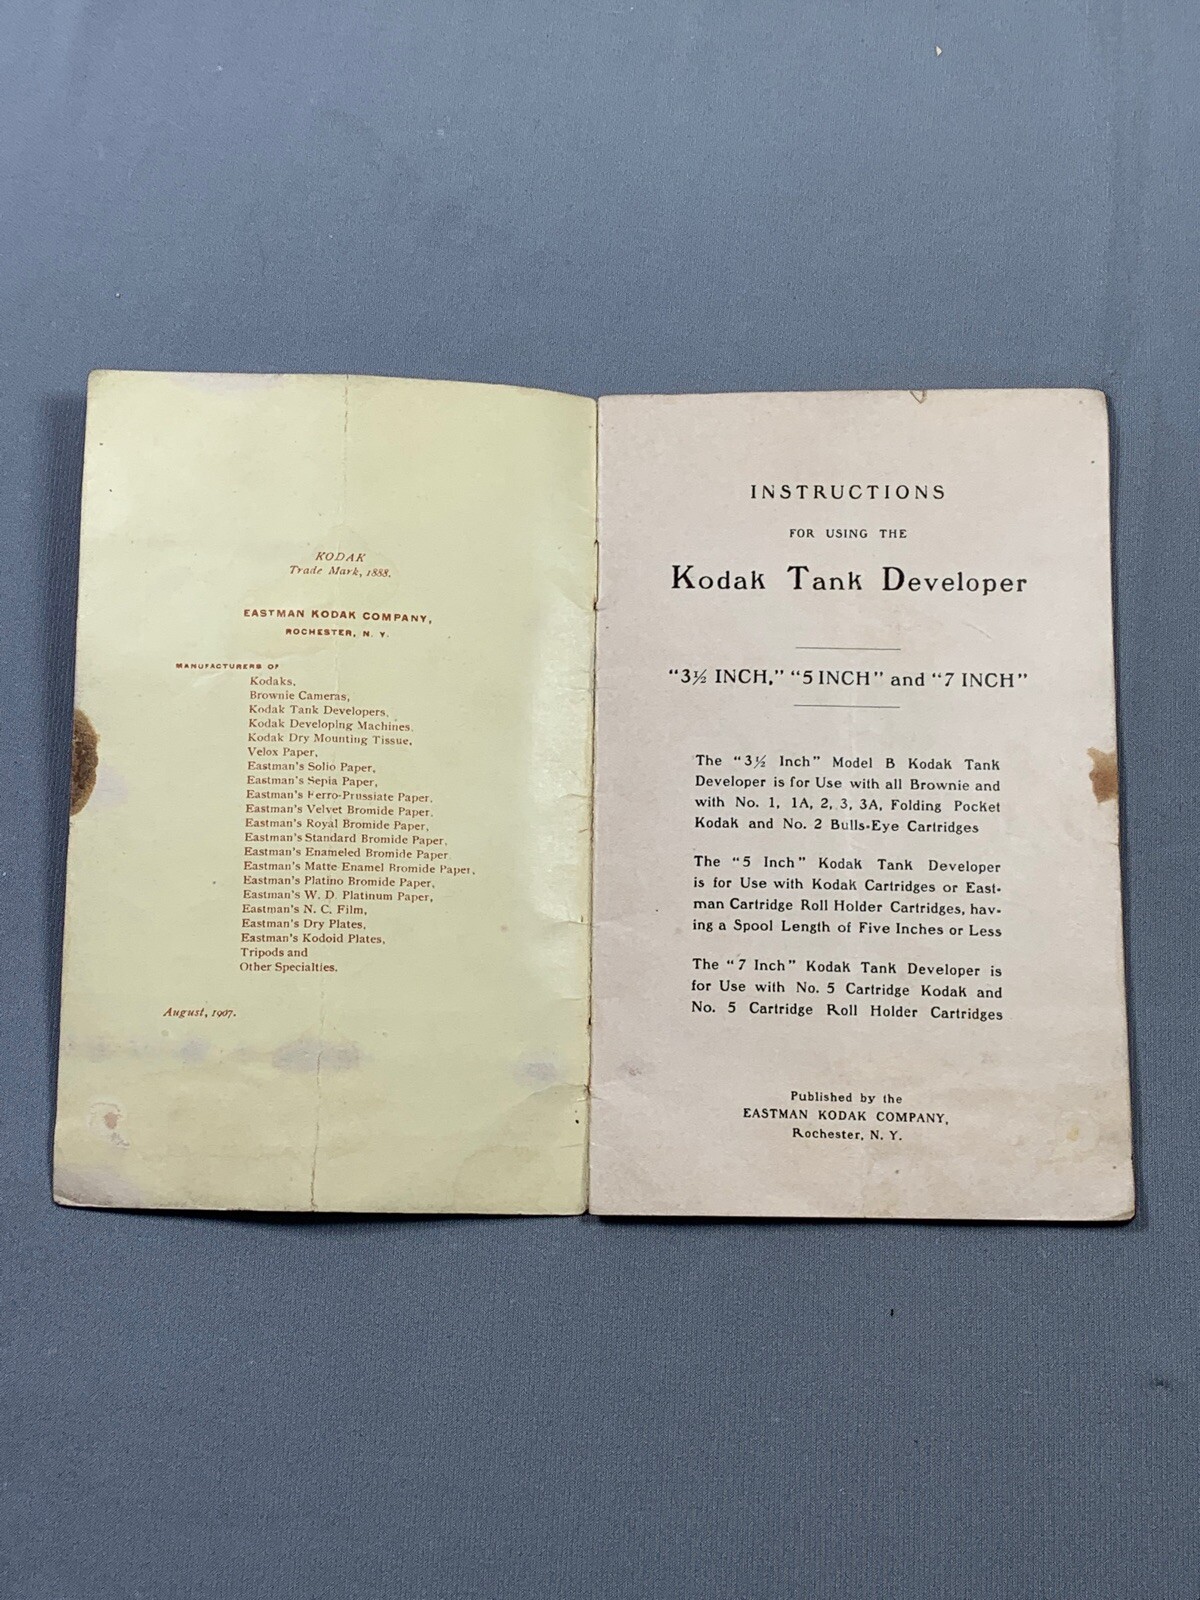 KODAK
Trade Mark, 1888.
EASTMAN KODAK COMPANY,
ROCHESTER, N. Y.
MANUFACTURERS OF
Kodaks,
Brownie Cameras,
Kodak Tank Developers,
Kodak Developing Machines,
Kodak Dry Mounting Tissue,
Velox Paper,
Eastman's Solio Paper,
Eastman's Sepia Paper,
Eastman's Ferro-Prussiate Paper,
Eastman's Velvet Bromide Paper,
Eastman's Royal Bromide Paper,
Eastman's Standard Bromide Paper,
Eastman's Enameled Bromide Paper
Eastman's Matte Enamel Bromide Paper,
Eastman's Platino Bromide Paper,
Eastman's W. D. Platinum Paper,
Eastman's N. C. Film,
Eastman's Dry Plates,
Eastman's Kodoid Plates,
Tripods and
Other Specialties.
August, 1907.
INSTRUCTIONS
FOR USING THE
Kodak Tank Developer
"3½ INCH," "5 INCH" and "7 INCH"
The "3½ Inch" Model B Kodak Tank
Developer is for Use with all Brownie and
with No. 1, 1A, 2, 3, 3A, Folding Pocket
Kodak and No. 2 Bulls-Eye Cartridges
The "5 Inch" Kodak Tank Developer
is for Use with Kodak Cartridges or East-
man Cartridge Roll Holder Cartridges, hav-
ing a Spool Length of Five Inches or Less
The "7 Inch" Kodak Tank Developer is
for Use with No. 5 Cartridge Kodak and
No. 5 Cartridge Roll Holder Cartridges
Published by the
EASTMAN KODAK COMPANY,
Rochester, N. Y.